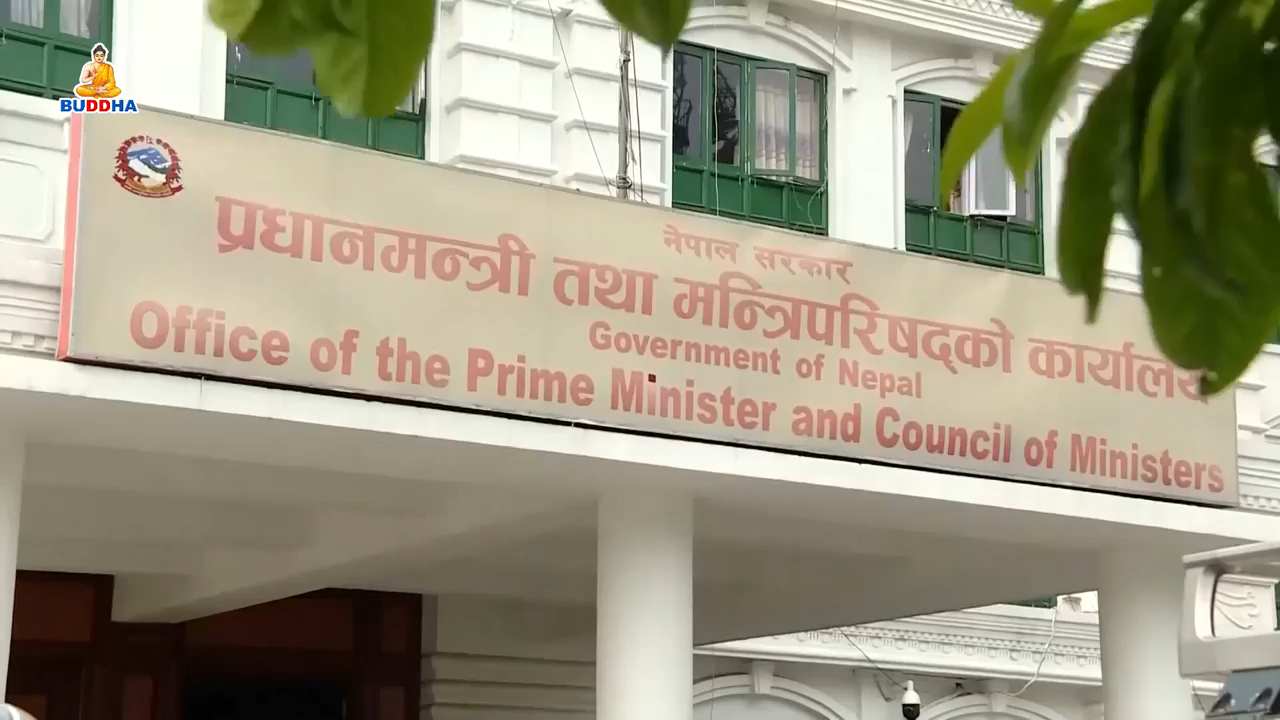 BUDDHA
नेपाल सरकार
प्रधानमन्त्री तथा मन्त्रिपरिषद्को कार्यालय
Government of Nepal
Office of the Prime Minister and Council of Ministers